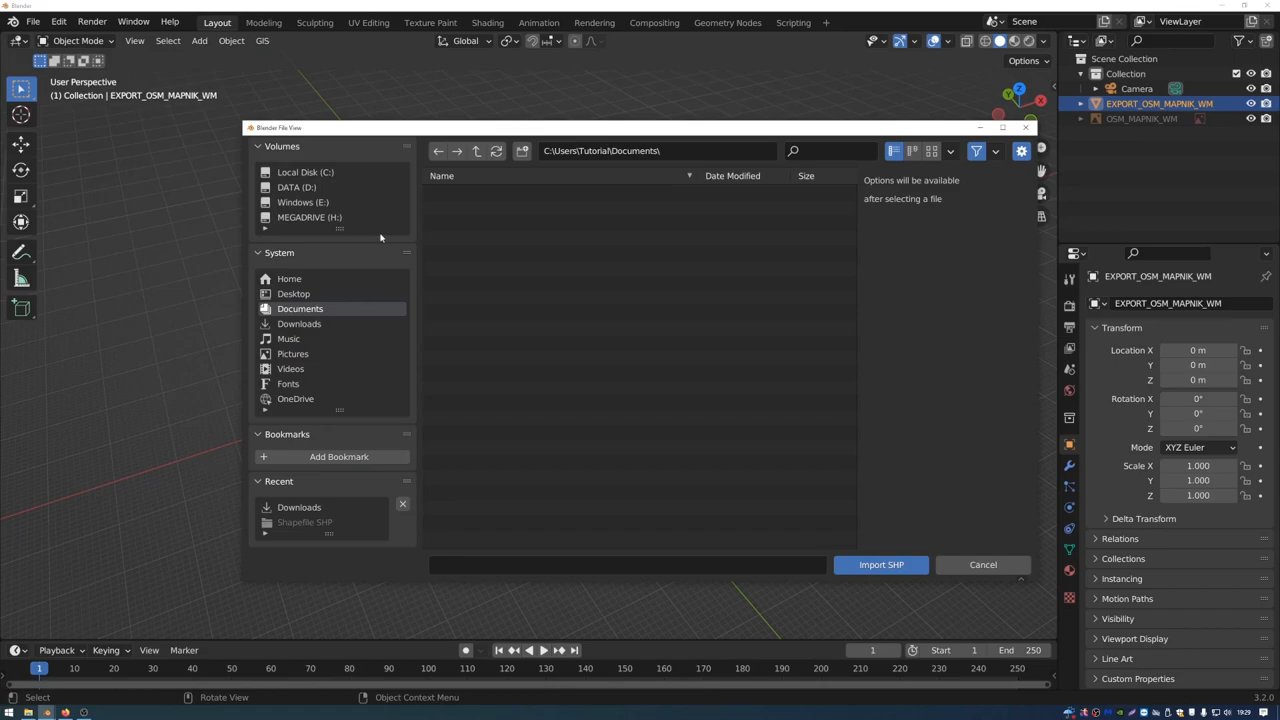 Blender
File Edit Render Window Help
Layout Modeling Sculpting UV Editing Texture Paint Shading Animation Rendering Compositing Geometry Nodes Scripting +
Scene
ViewLayer
Object Mode View Select Add Object GIS
Global
Options
User Perspective
(1) Collection | EXPORT_OSM_MAPNIK_WM
Z
X
Scene Collection
Collection
Camera
EXPORT_OSM_MAPNIK_WM
OSM_MAPNIK_WM
Blender File View
Volumes
Local Disk (C:)
DATA (D:)
Windows (E:)
MEGADRIVE (H:)
System
Home
Desktop
Documents
Downloads
Music
Pictures
Videos
Fonts
OneDrive
Bookmarks
Add Bookmark
Recent
Downloads
Shapefile SHP
C:\Users\Tutorial\Documents\
Name Date Modified Size
Options will be available
after selecting a file
Import SHP Cancel
EXPORT_OSM_MAPNIK_WM
EXPORT_OSM_MAPNIK_WM
Transform
Location X 0 m
Y 0 m
Z 0 m
Rotation X 0°
Y 0°
Z 0°
Mode XYZ Euler
Scale X 1.000
Y 1.000
Z 1.000
Delta Transform
Relations
Collections
Instancing
Motion Paths
Visibility
Viewport Display
Line Art
Custom Properties
Playback Keying View Marker
1 Start 1 End 250
1 10 20 30 40 50 60 70 80 90 100 110 120 130 140 150 160 170 180 190 200 210 220 230 240 250
Select Rotate View Object Context Menu
3.2.0
19:29